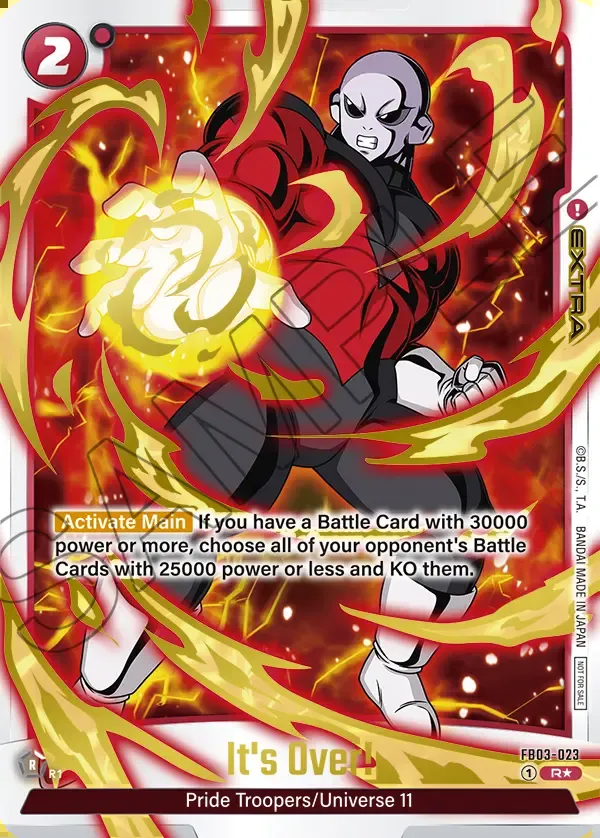 2
! EXTRA
SAMPLE
©B.S./S., T.A. BANDAI MADE IN JAPAN
NOT FOR SALE
Activate Main If you have a Battle Card with 30000
power or more, choose all of your opponent's Battle
Cards with 25000 power or less and KO them.
It's Over!
FB03-023
R R1
1 R★
Pride Troopers/Universe 11